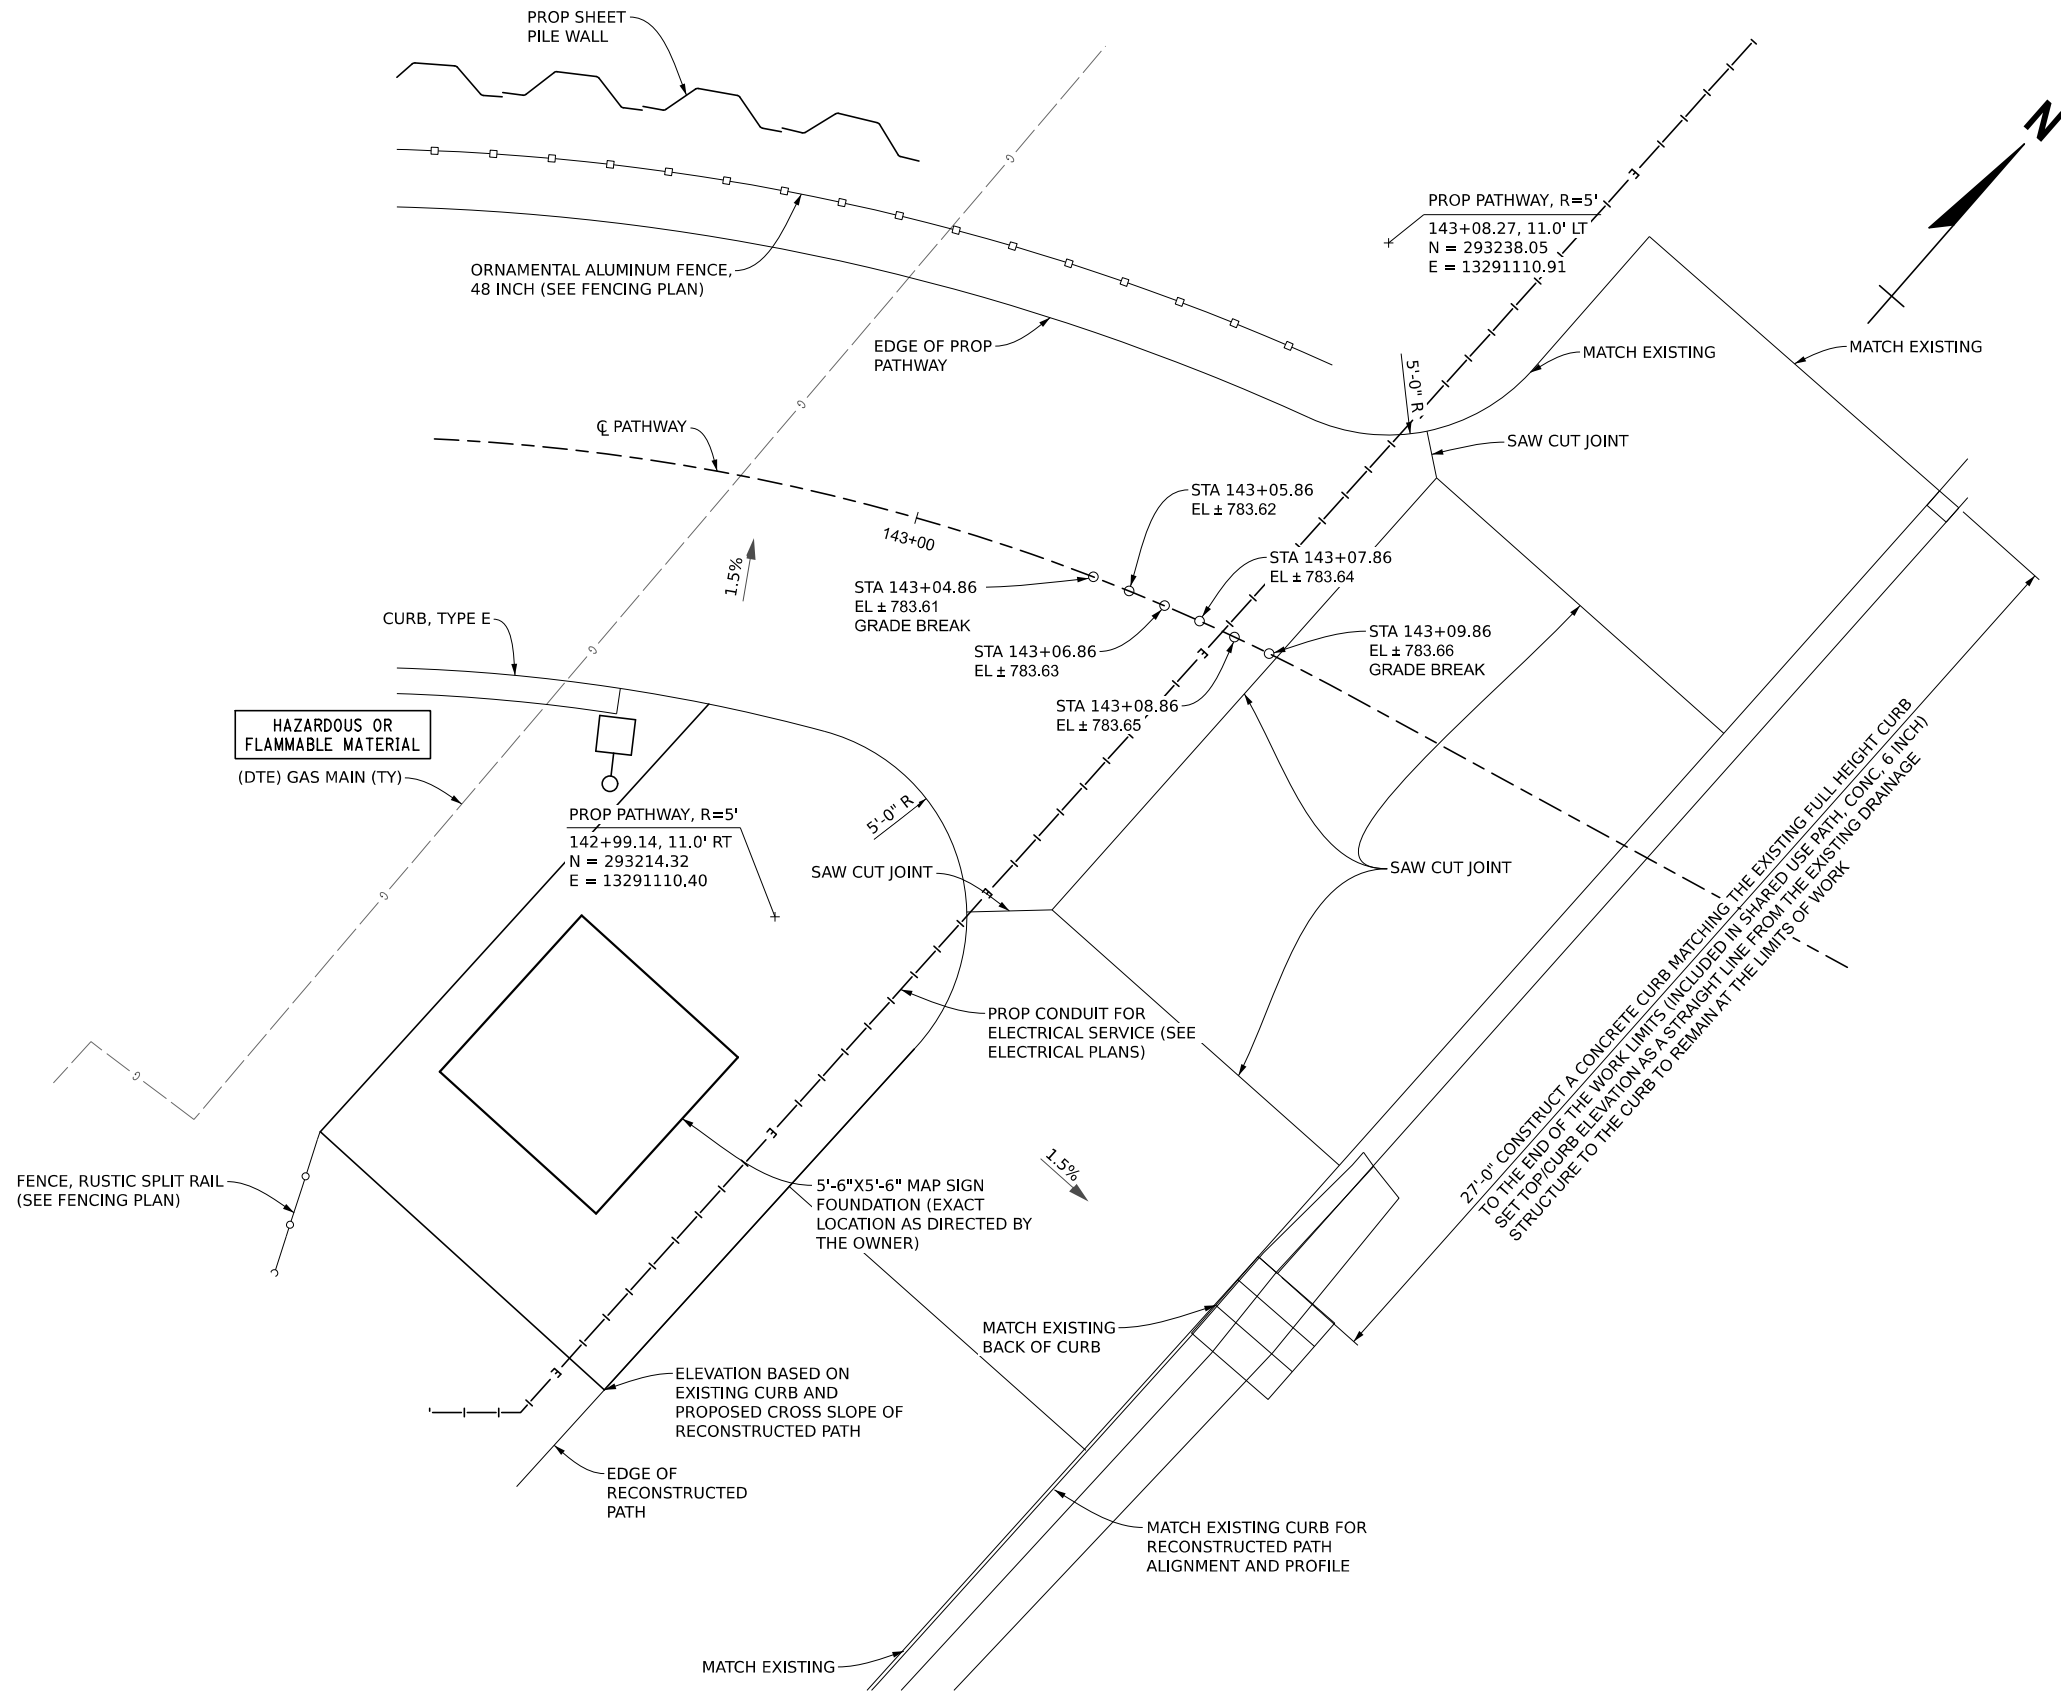 PROP SHEET
PILE WALL
N
PROP PATHWAY, R=5'
143+08.27, 11.0' LT
N = 293238.05
E = 13291110.91
ORNAMENTAL ALUMINUM FENCE,
48 INCH (SEE FENCING PLAN)
EDGE OF PROP
PATHWAY
MATCH EXISTING
MATCH EXISTING
5'-0" R
℄ PATHWAY
SAW CUT JOINT
STA 143+05.86
EL ± 783.62
143+00
1.5%
STA 143+07.86
EL ± 783.64
STA 143+04.86
EL ± 783.61
GRADE BREAK
CURB, TYPE E
STA 143+09.86
EL ± 783.66
GRADE BREAK
STA 143+06.86
EL ± 783.63
STA 143+08.86
EL ± 783.65
HAZARDOUS OR
FLAMMABLE MATERIAL
(DTE) GAS MAIN (TY)
PROP PATHWAY, R=5'
142+99.14, 11.0' RT
N = 293214.32
E = 13291110.40
5'-0" R
SAW CUT JOINT
SAW CUT JOINT
27'-0" CONSTRUCT A CONCRETE CURB MATCHING THE EXISTING FULL HEIGHT CURB
TO THE END OF THE WORK LIMITS (INCLUDED IN SHARED USE PATH, CONC, 6 INCH)
SET TOP/CURB ELEVATION AS A STRAIGHT LINE FROM THE EXISTING DRAINAGE
STRUCTURE TO THE CURB TO REMAIN AT THE LIMITS OF WORK
PROP CONDUIT FOR
ELECTRICAL SERVICE (SEE
ELECTRICAL PLANS)
1.5%
FENCE, RUSTIC SPLIT RAIL
(SEE FENCING PLAN)
5'-6"X5'-6" MAP SIGN
FOUNDATION (EXACT
LOCATION AS DIRECTED BY
THE OWNER)
MATCH EXISTING
BACK OF CURB
ELEVATION BASED ON
EXISTING CURB AND
PROPOSED CROSS SLOPE OF
RECONSTRUCTED PATH
EDGE OF
RECONSTRUCTED
PATH
MATCH EXISTING CURB FOR
RECONSTRUCTED PATH
ALIGNMENT AND PROFILE
MATCH EXISTING
G
G
G
G
G
E
E
E
E
E